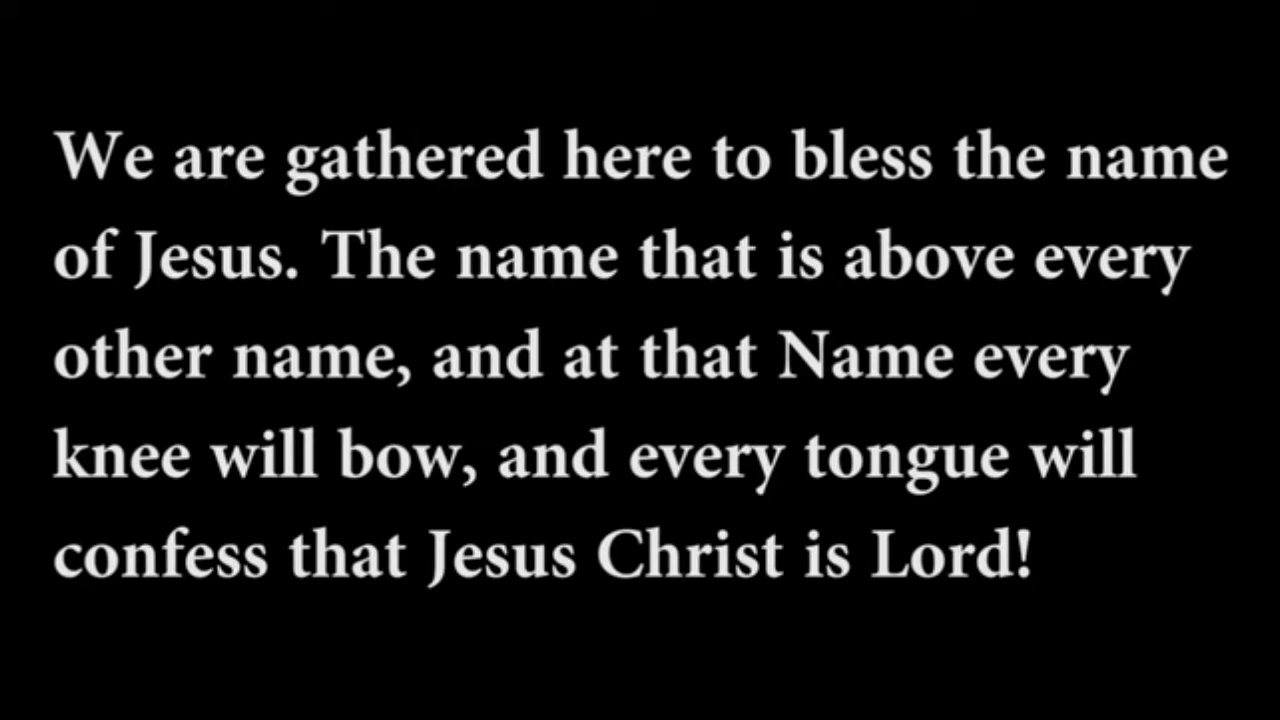 We are gathered here to bless the name
of Jesus. The name that is above every
other name, and at that Name every
knee will bow, and every tongue will
confess that Jesus Christ is Lord!